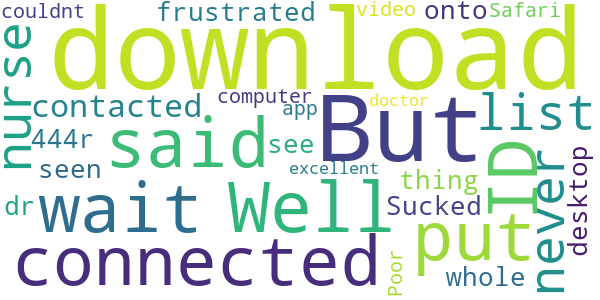 couldnt
frustrated
video
onto
Safari
download
nurse
contacted
computer
app
doctor
But
list
444r
said
see
seen
excellent
ID
never
desktop
dr
wait
Well
thing
Sucked
put
connected
Poor
whole